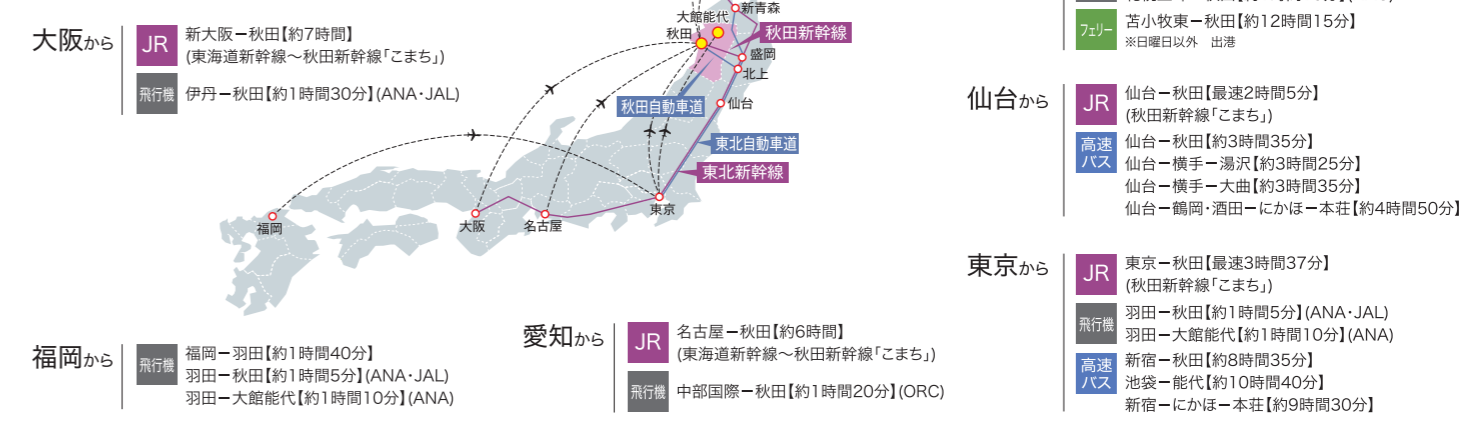 大阪から
JR
新大阪ー秋田【約7時間】
(東海道新幹線〜秋田新幹線「こまち」)
飛行機
伊丹ー秋田【約1時間30分】(ANA・JAL)
新青森
大館能代
秋田
秋田新幹線
盛岡
北上
秋田自動車道
仙台
東北自動車道
東北新幹線
東京
福岡
大阪
名古屋
フェリー
苫小牧東ー秋田【約12時間15分】
※日曜日以外 出港
仙台から
JR
仙台ー秋田【最速2時間5分】
(秋田新幹線「こまち」)
高速バス
仙台ー秋田【約3時間35分】
仙台ー横手ー湯沢【約3時間25分】
仙台ー横手ー大曲【約3時間35分】
仙台ー鶴岡・酒田ーにかほー本荘【約4時間50分】
東京から
JR
東京ー秋田【最速3時間37分】
(秋田新幹線「こまち」)
飛行機
羽田ー秋田【約1時間5分】(ANA・JAL)
羽田ー大館能代【約1時間10分】(ANA)
高速バス
新宿ー秋田【約8時間35分】
池袋ー能代【約10時間40分】
新宿ーにかほー本荘【約9時間30分】
福岡から
飛行機
福岡ー羽田【約1時間40分】
羽田ー秋田【約1時間5分】(ANA・JAL)
羽田ー大館能代【約1時間10分】(ANA)
愛知から
JR
名古屋ー秋田【約6時間】
(東海道新幹線〜秋田新幹線「こまち」)
飛行機
中部国際ー秋田【約1時間20分】(ORC)